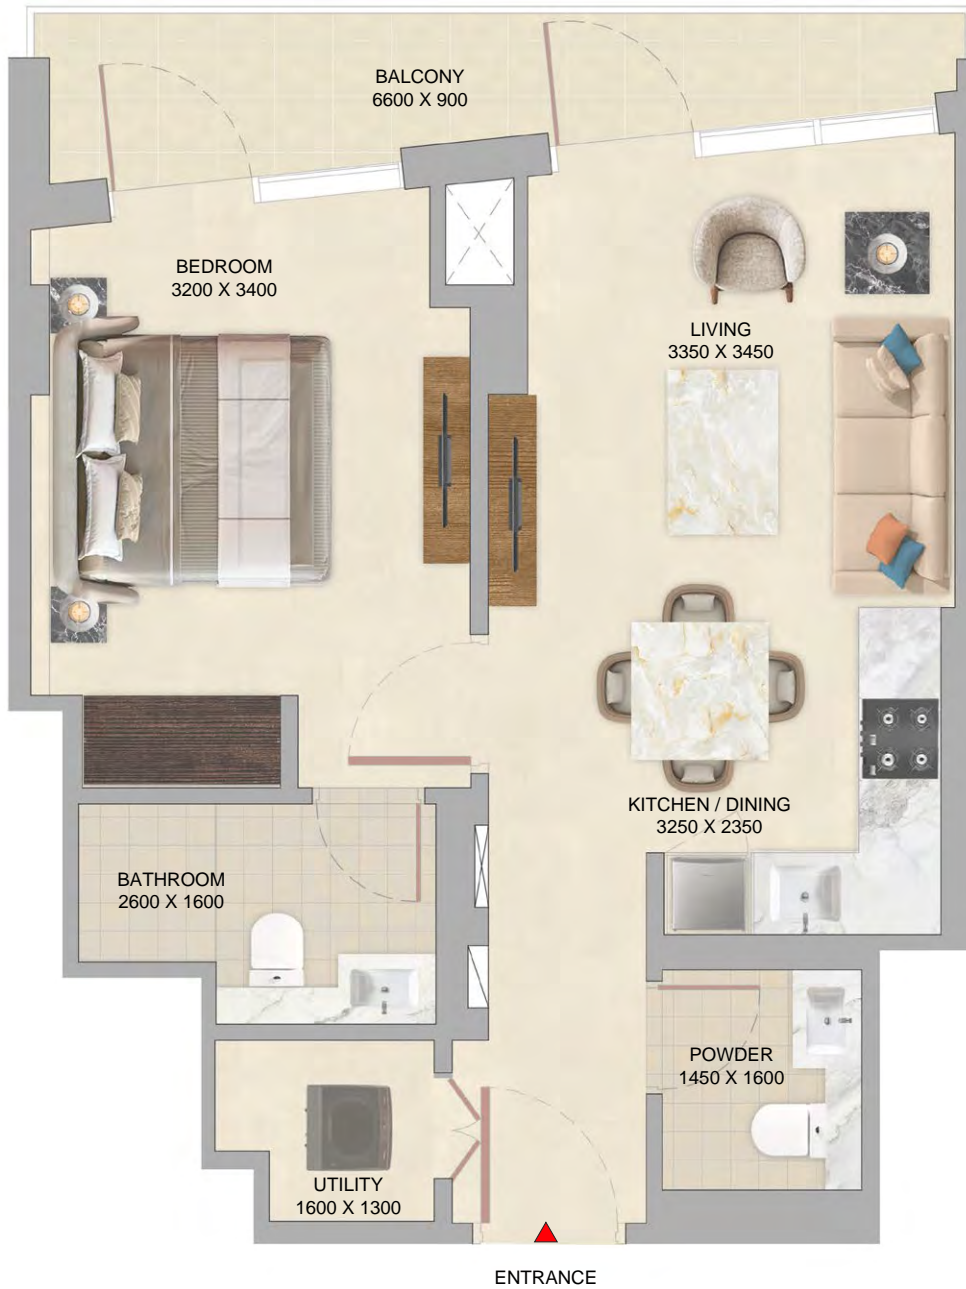 BALCONY
6600 X 900
BEDROOM
3200 X 3400
LIVING
3350 X 3450
KITCHEN / DINING
3250 X 2350
BATHROOM
2600 X 1600
POWDER
1450 X 1600
UTILITY
1600 X 1300
ENTRANCE